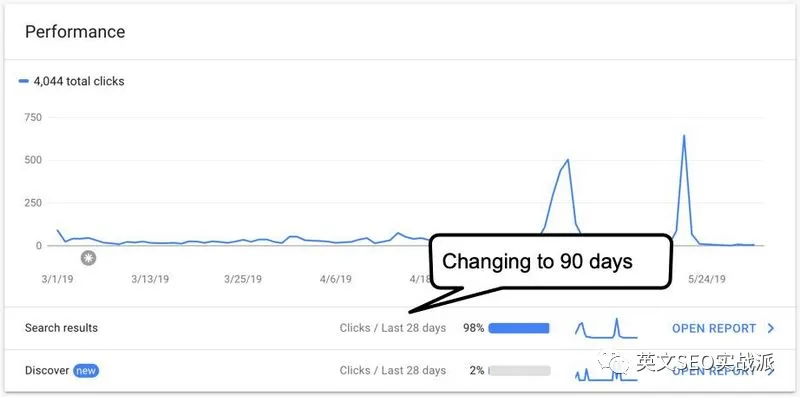 Performance
4,044 total clicks
750
500
250
0
3/1/19
3/13/19
3/25/19
4/6/19
4/18
5/24/19
Changing to 90 days
Search results
Clicks / Last 28 days
98%
OPEN REPORT
Discover new
Clicks / Last 28 days
2%
OPEN REPORT
英文SEO实战派